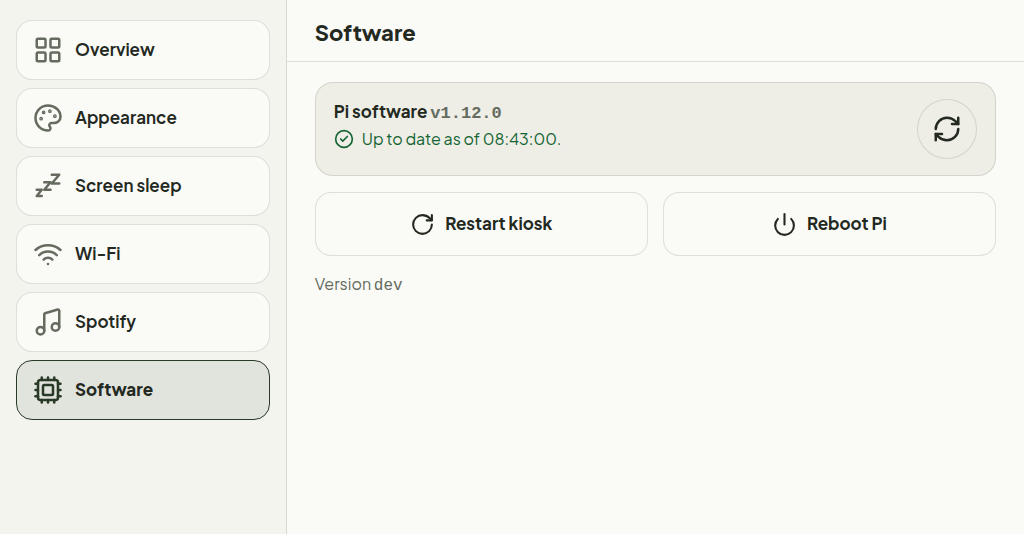 Overview
Appearance
Screen sleep
Wi-Fi
Spotify
Software
Software
Pi software v1.12.0
Up to date as of 08:43:00.
Restart kiosk
Reboot Pi
Version dev